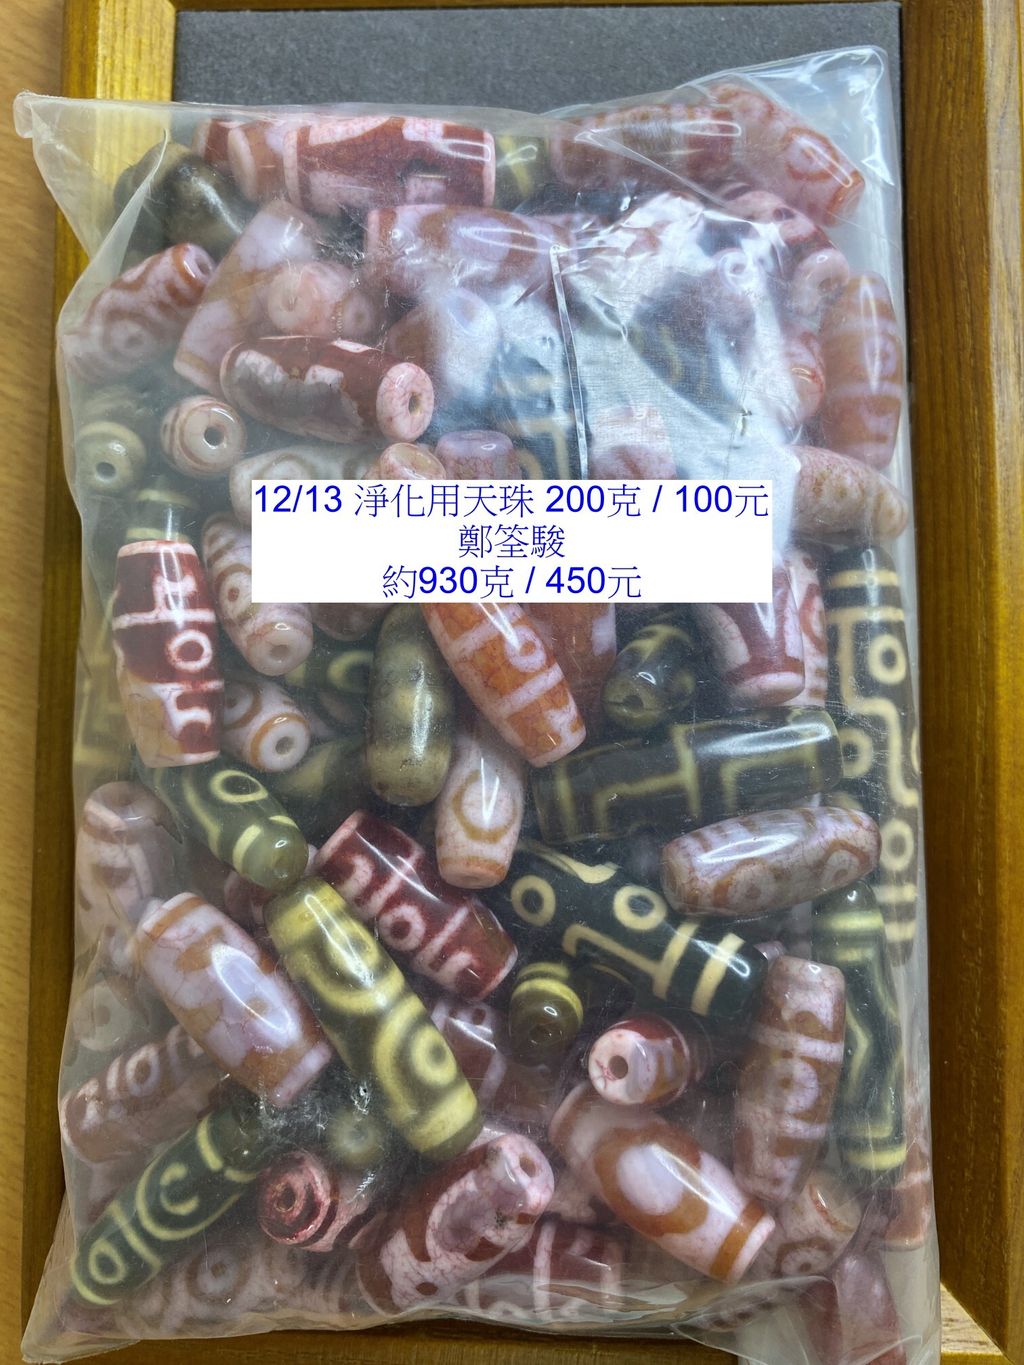 12/13 淨化用天珠 200克 / 100元
鄭筌駿
約930克 / 450元